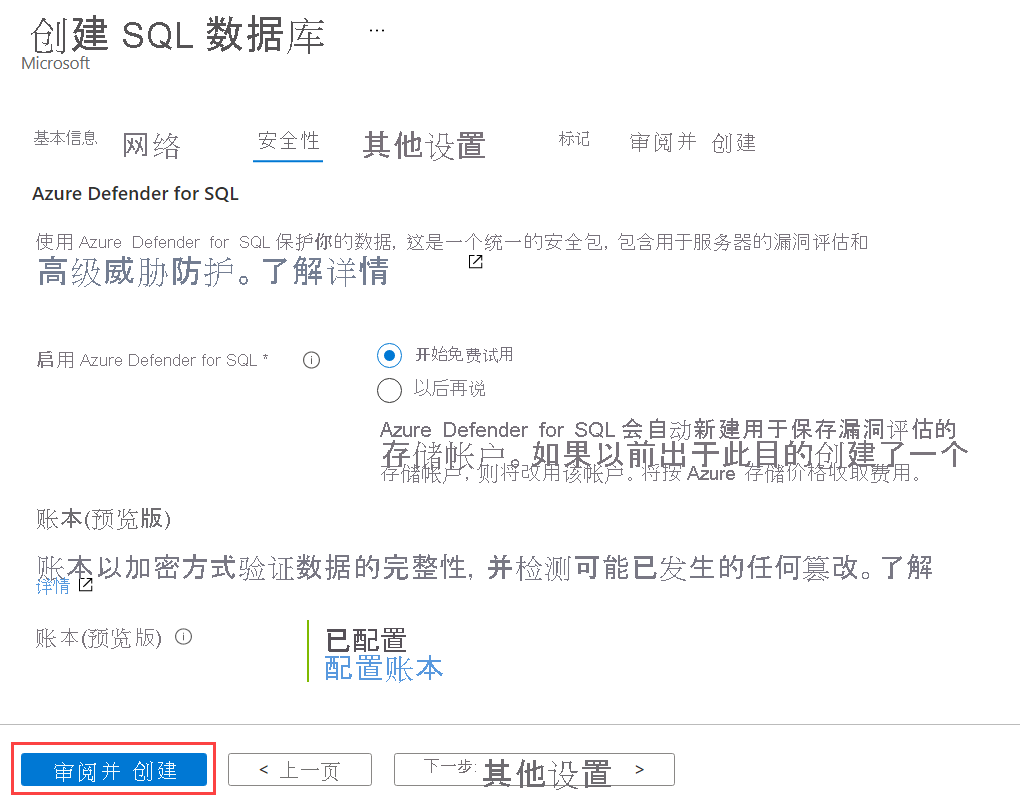 创建 SQL 数据库 ...
Microsoft
基本信息 网络 安全性 其他设置 标记 审阅并 创建
Azure Defender for SQL
使用 Azure Defender for SQL 保护你的数据, 这是一个统一的安全包, 包含用于服务器的漏洞评估和
高级威胁防护。了解详情
启用 Azure Defender for SQL *
开始免费试用
以后再说
Azure Defender for SQL 会自动新建用于保存漏洞评估的
存储帐户。如果以前出于此目的创建了一个
存储帐户, 则将改用该帐户。将按 Azure 存储价格收取费用。
账本(预览版)
账本以加密方式验证数据的完整性, 并检测可能已发生的任何篡改。了解
详情
账本(预览版)
已配置
配置账本
审阅并 创建 < 上一页 下一步: 其他设置 >